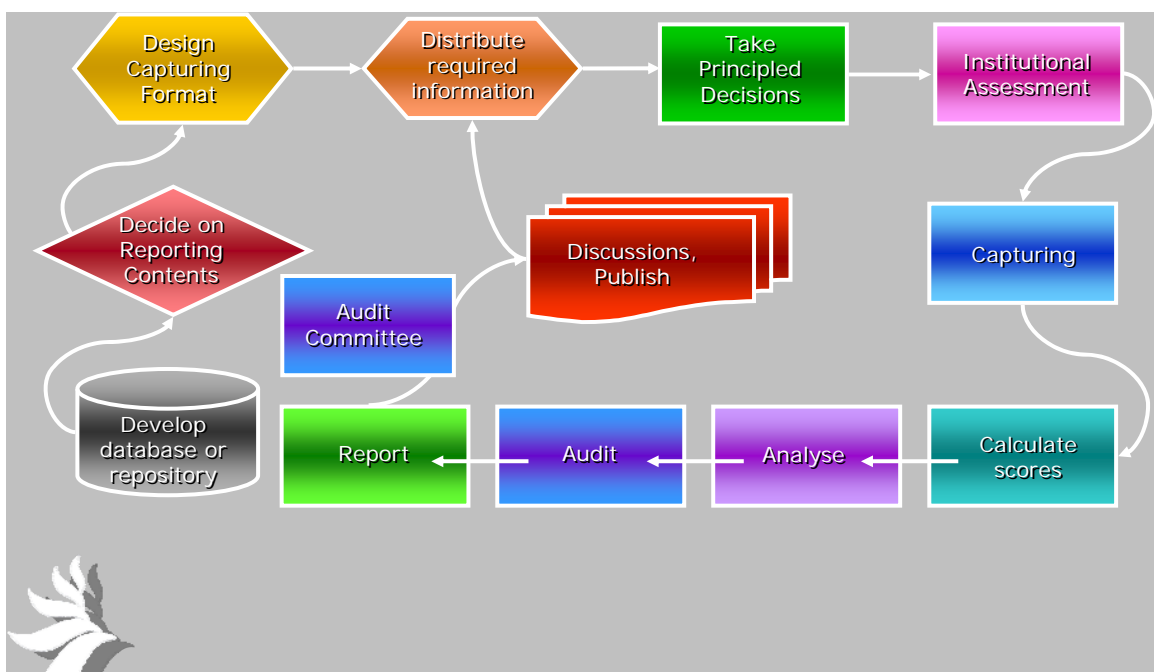 Design
Capturing
Format
Distribute
required
information
Take
Principled
Decisions
Institutional
Assessment
Decide on
Reporting
Contents
Discussions,
Publish
Capturing
Audit
Committee
Develop
database or
repository
Report
Audit
Analyse
Calculate
scores